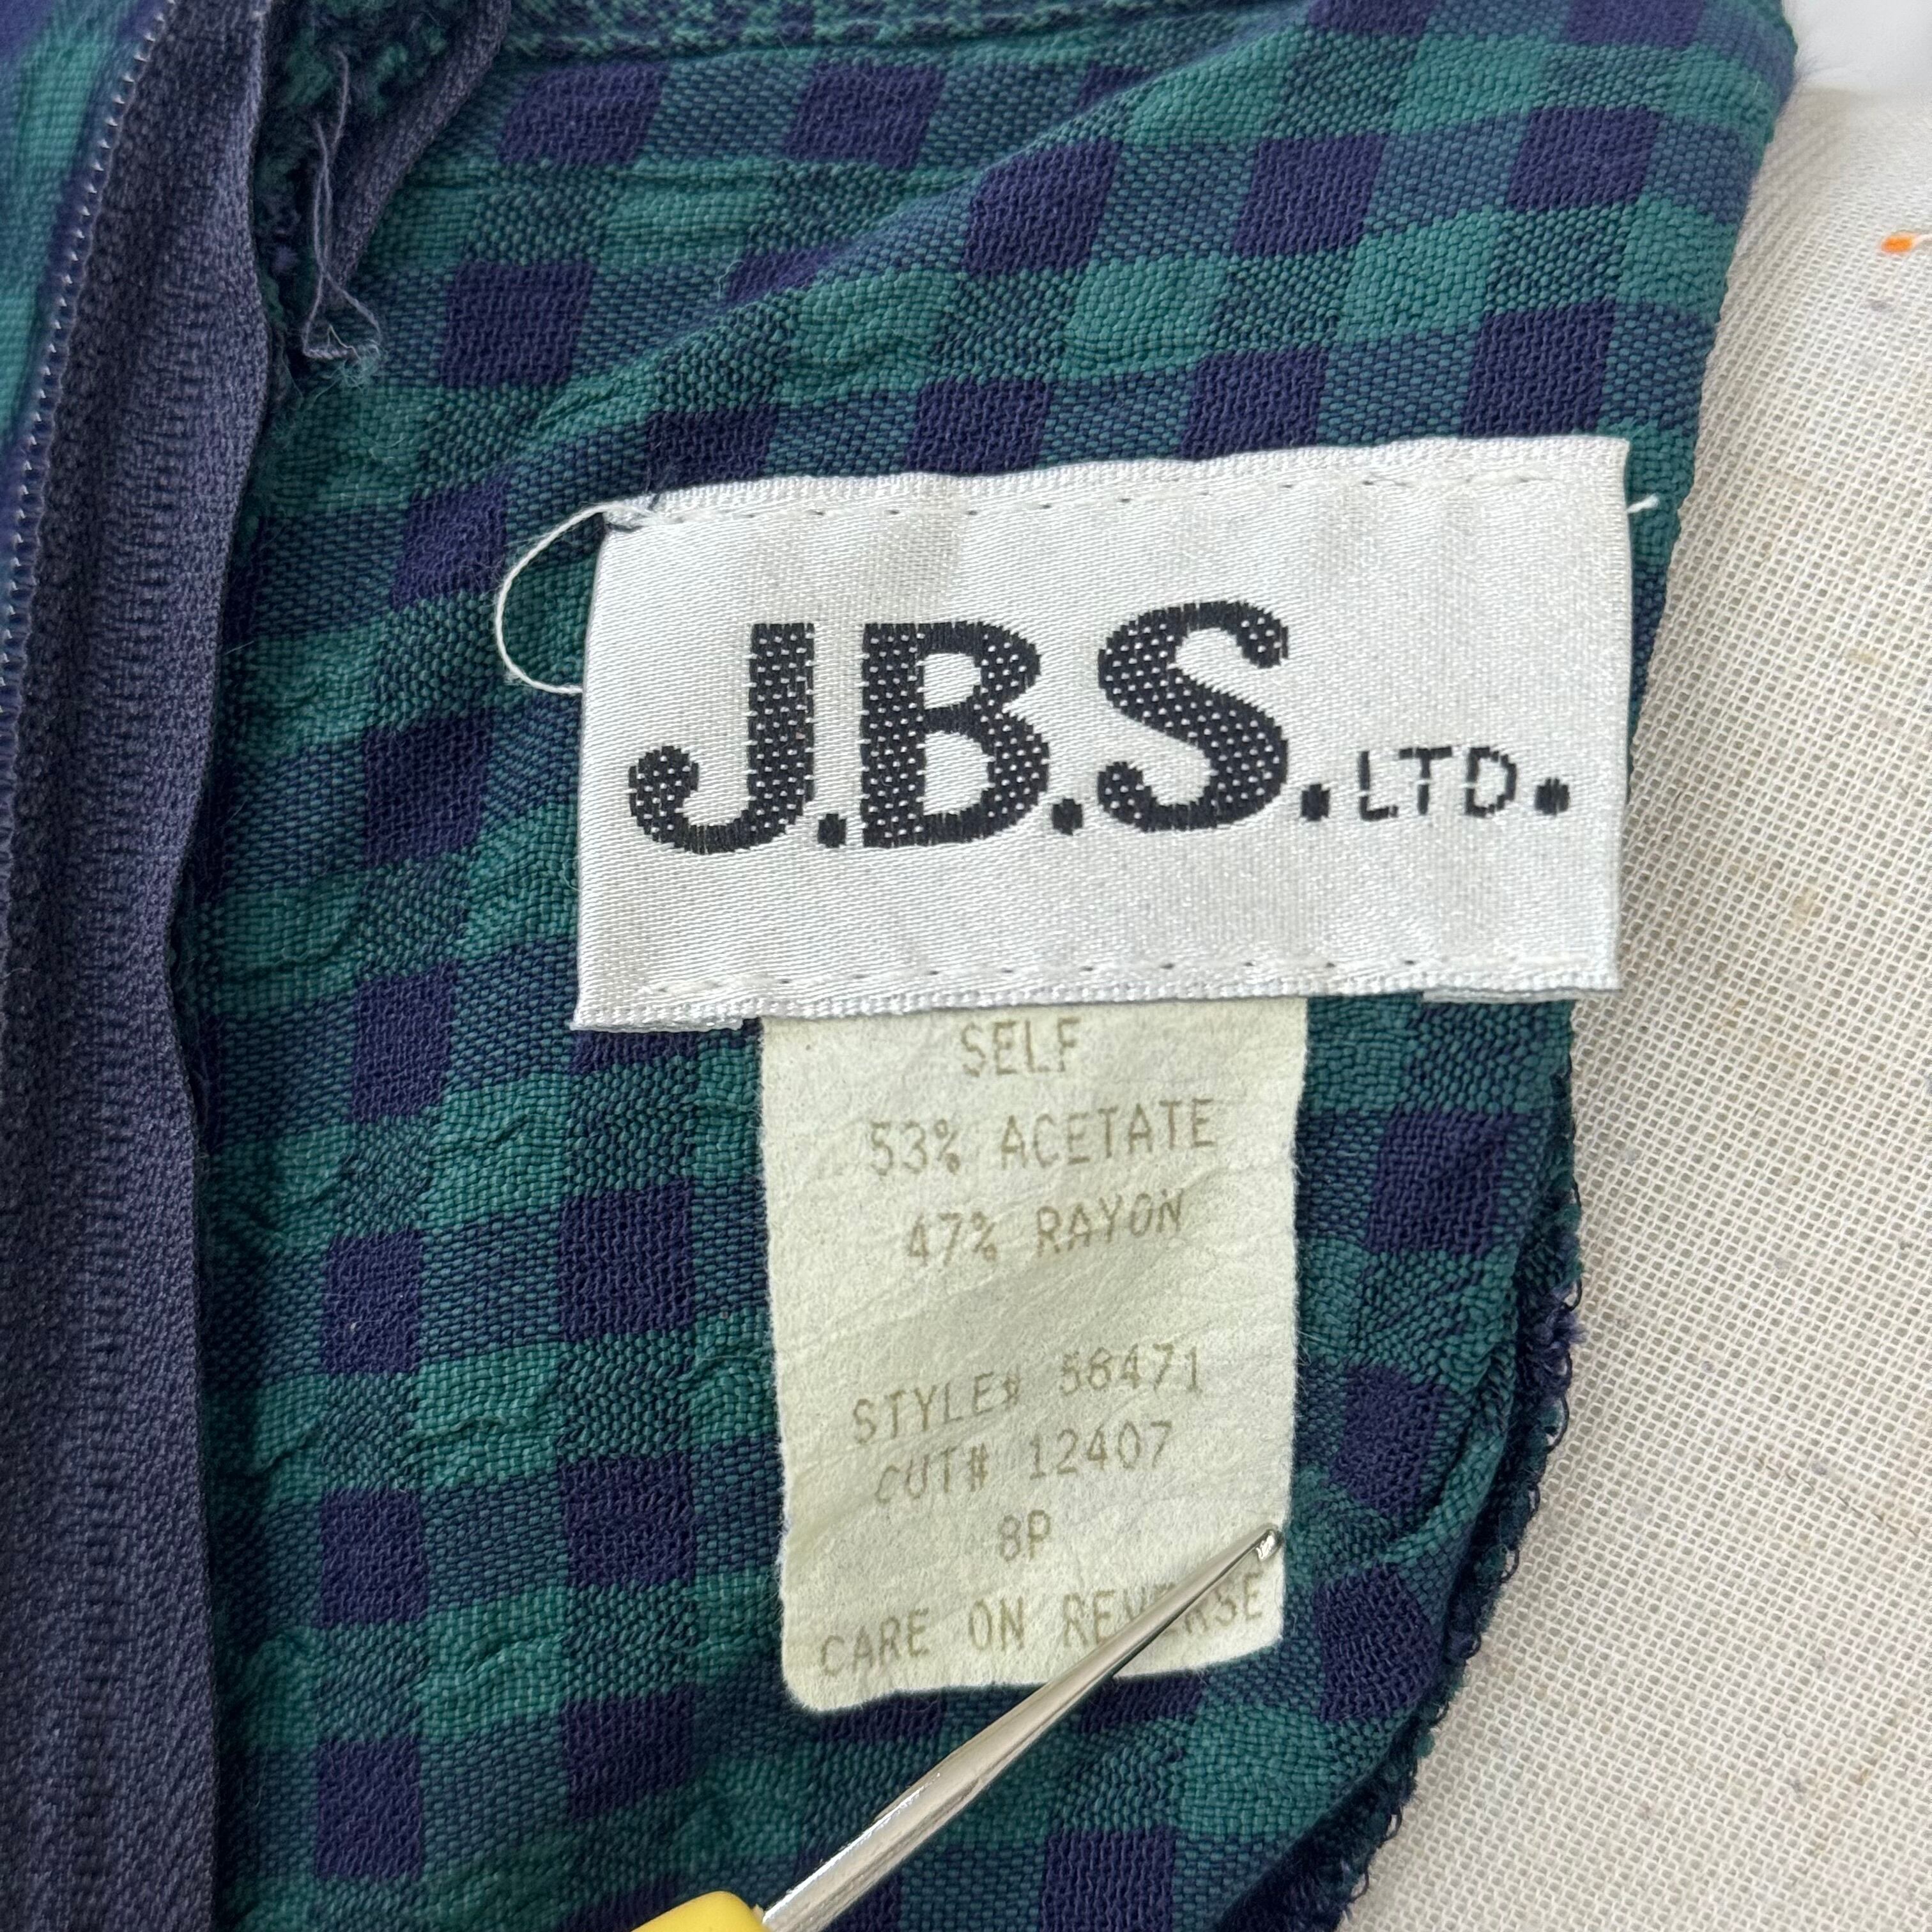 J.B.S. LTD.
SELF
53% ACETATE
47% RAYON
STYLE# 58471
CUT# 12407
8P
CARE ON REVERSE